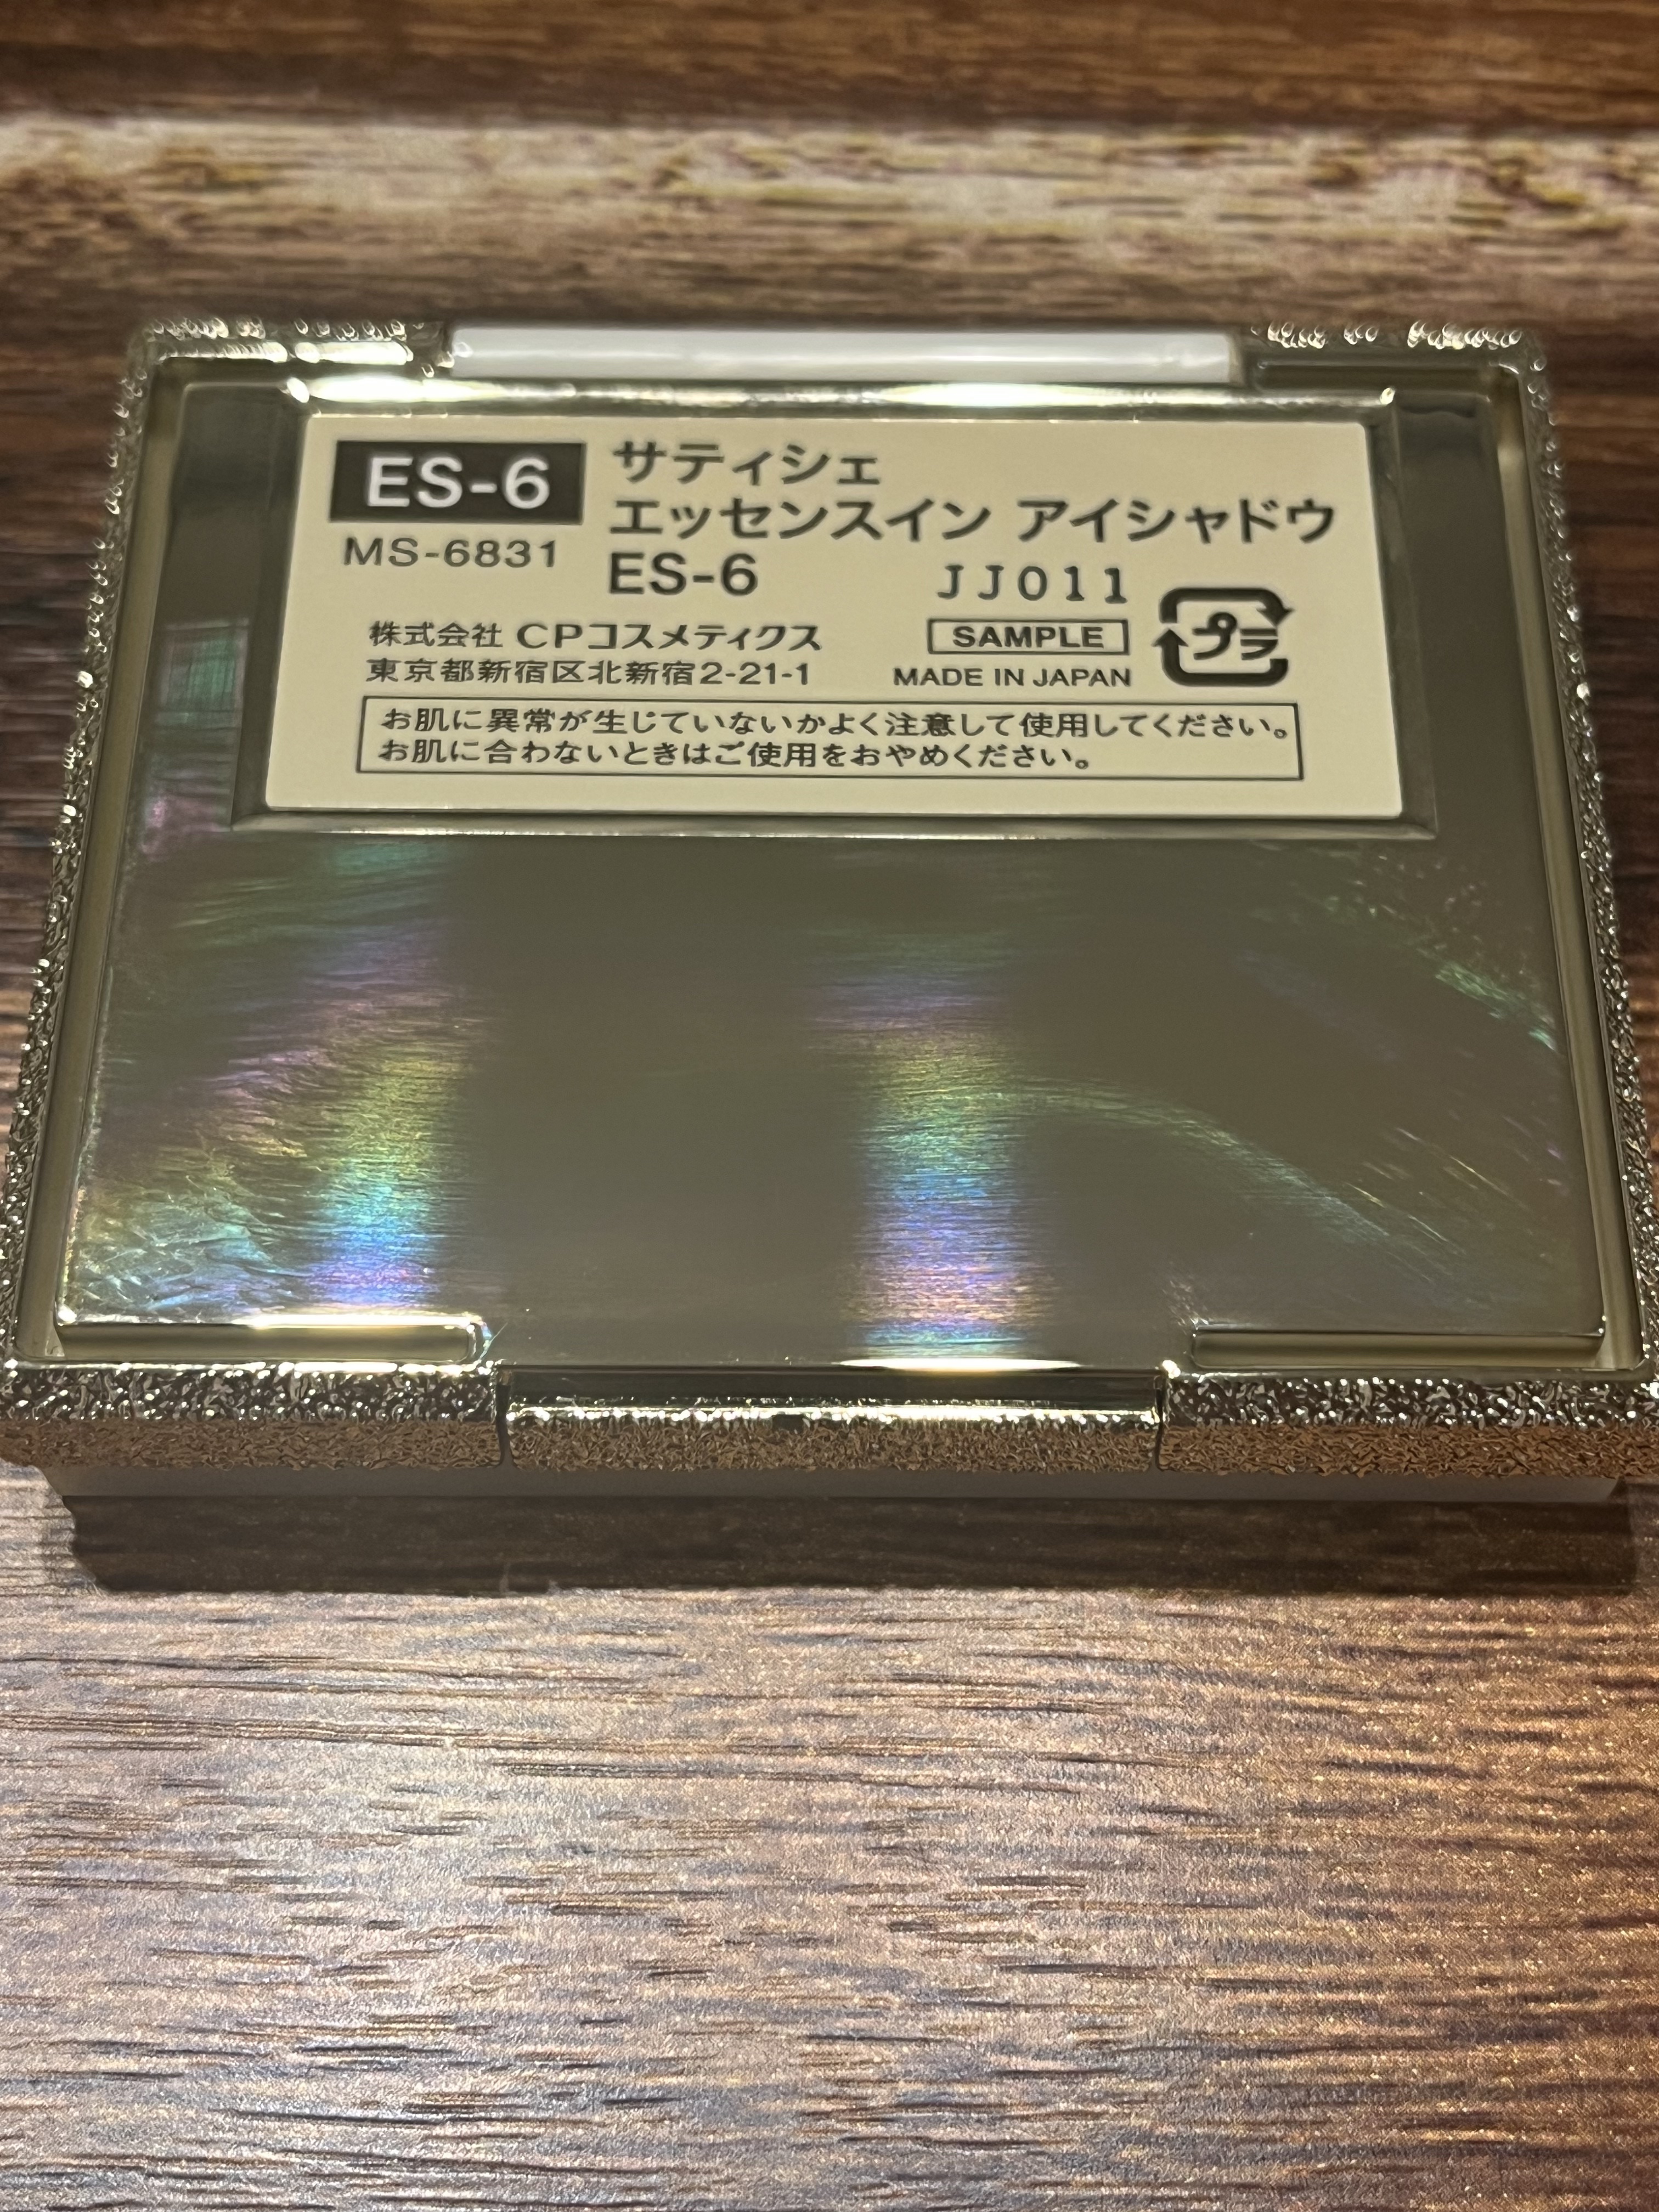 ES-6
MS-6831
サティシェ
エッセンスイン アイシャドウ
ES-6
JJ011
株式会社 CPコスメティクス
東京都新宿区北新宿2-21-1
SAMPLE
MADE IN JAPAN
プラ
お肌に異常が生じていないかよく注意して使用してください。
お肌に合わないときはご使用をおやめください。